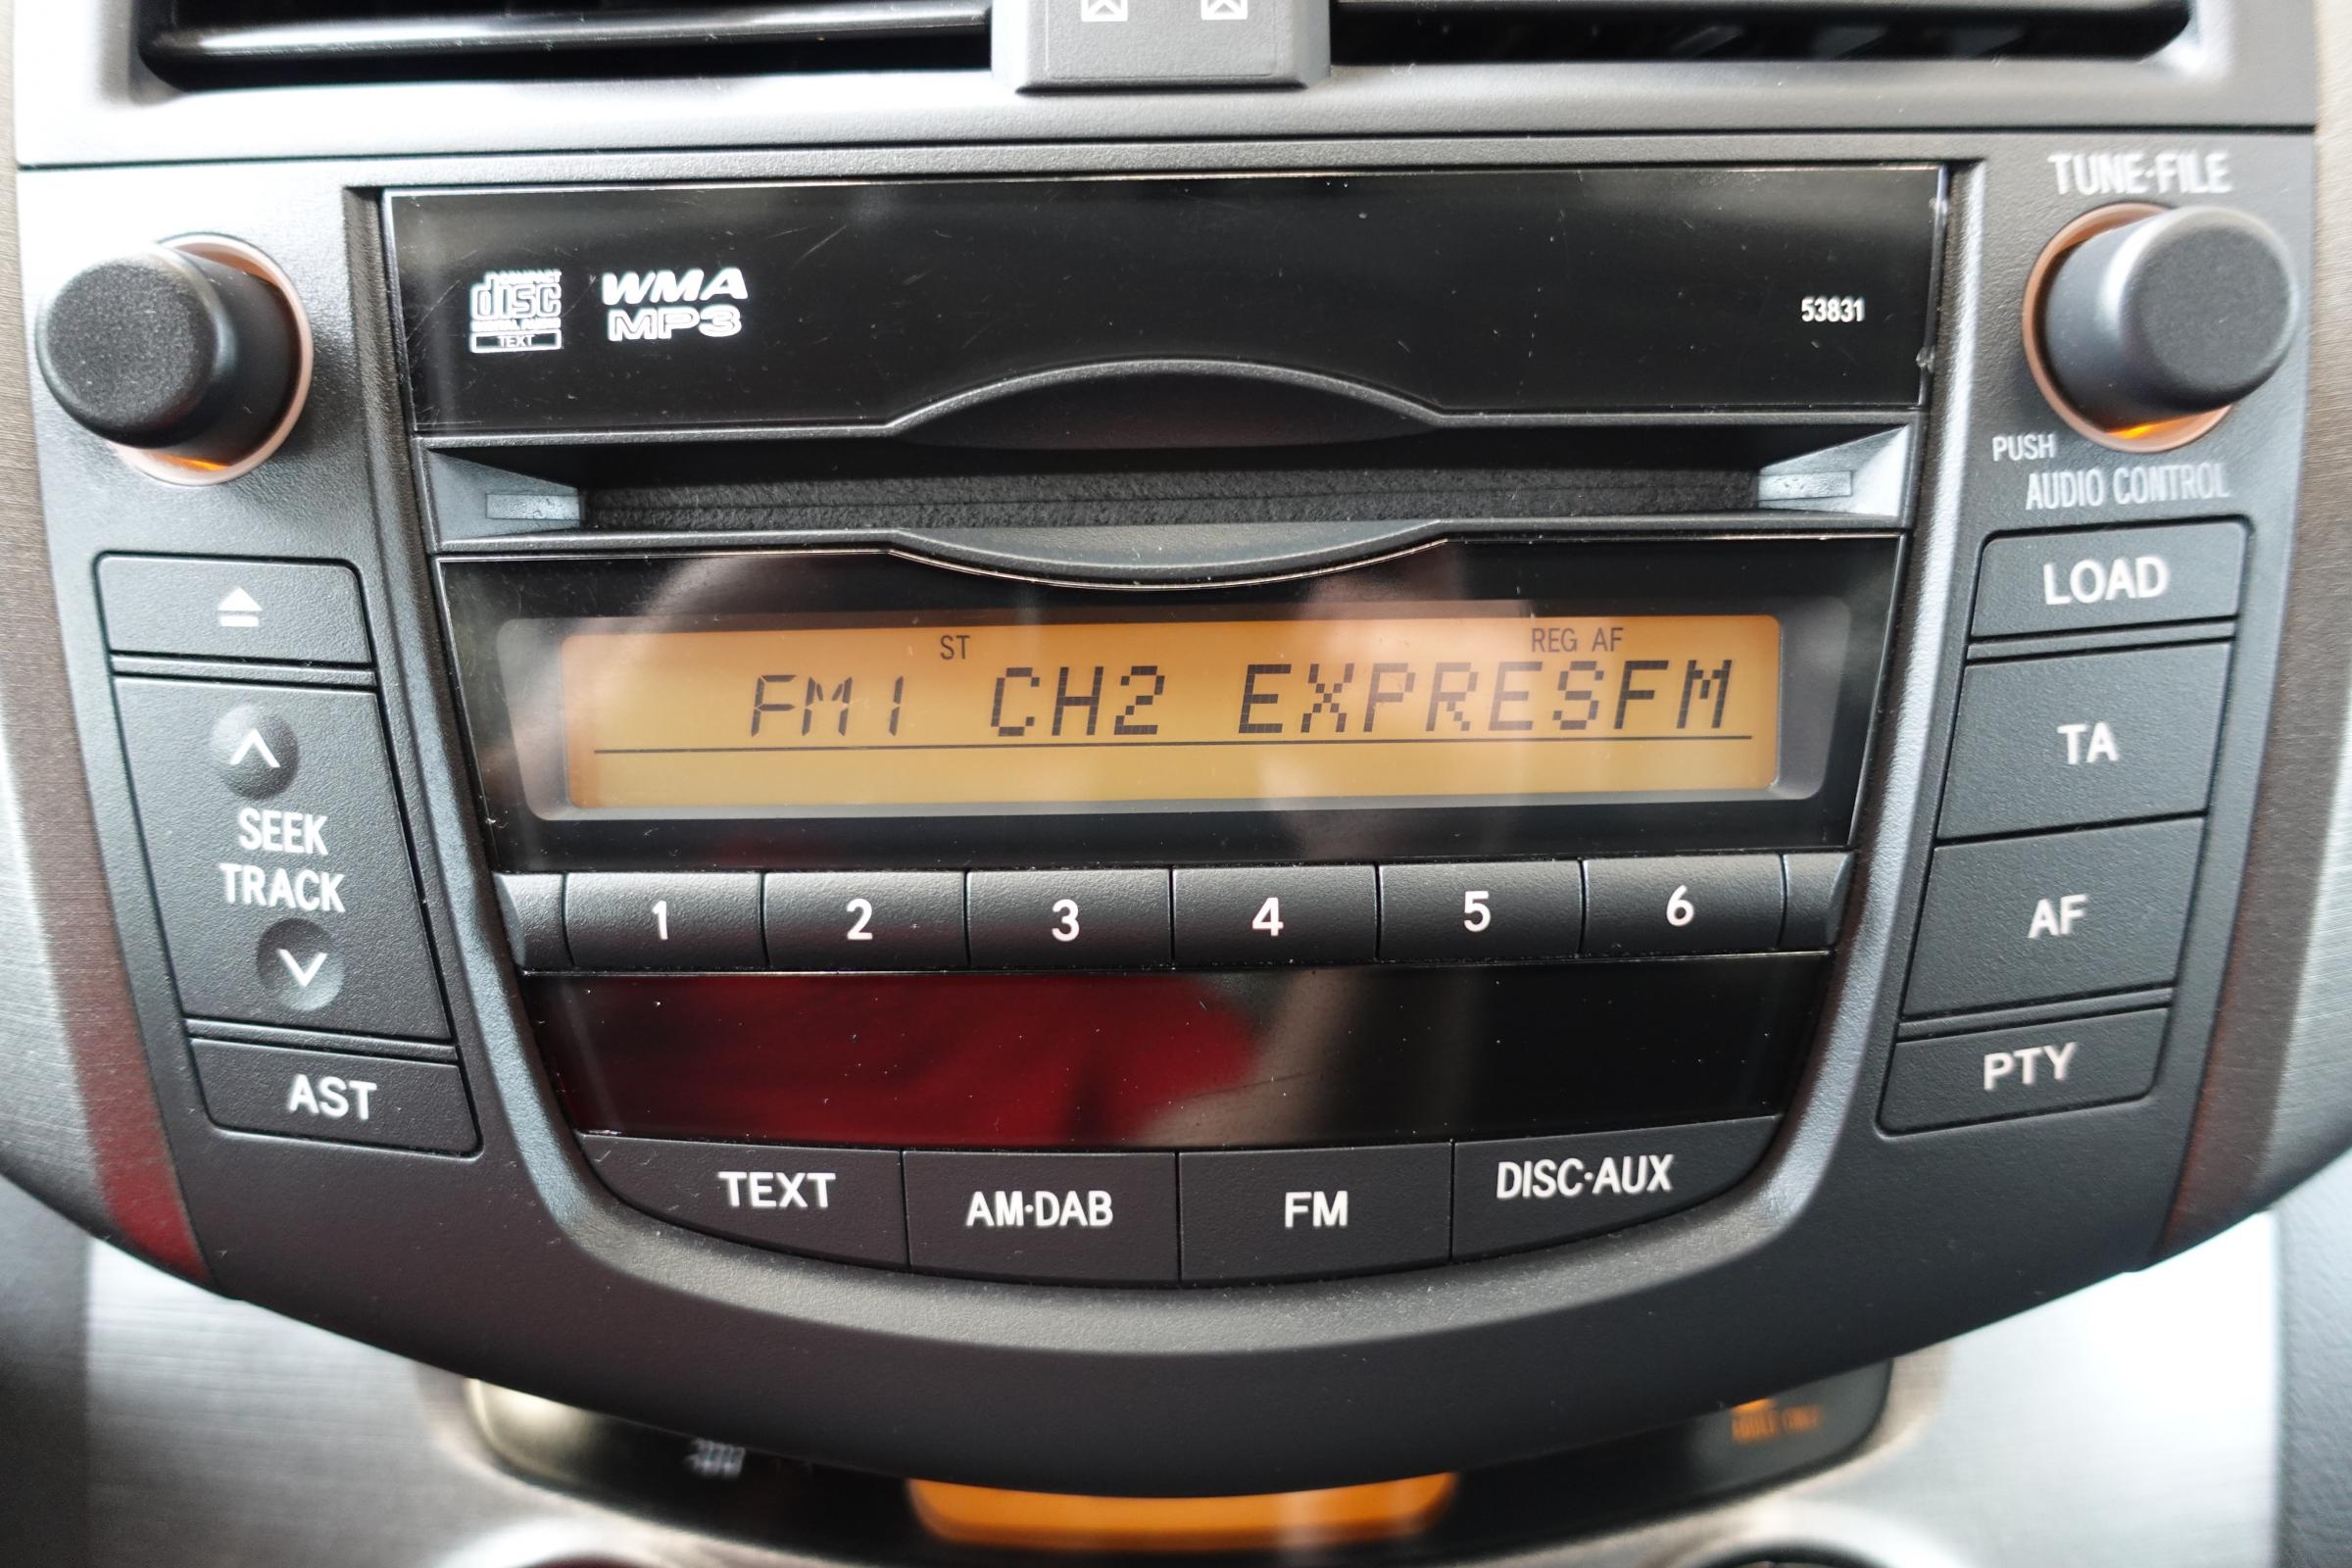 TUNE·FILE
COMPACT
disc
DIGITAL AUDIO
TEXT
WMA
MP3
53831
PUSH
AUDIO CONTROL
LOAD
ST
REG AF
FM1 CH2 EXPRESFM
TA
SEEK
TRACK
1 2 3 4 5 6
AF
AST
PTY
TEXT
AM·DAB
FM
DISC·AUX